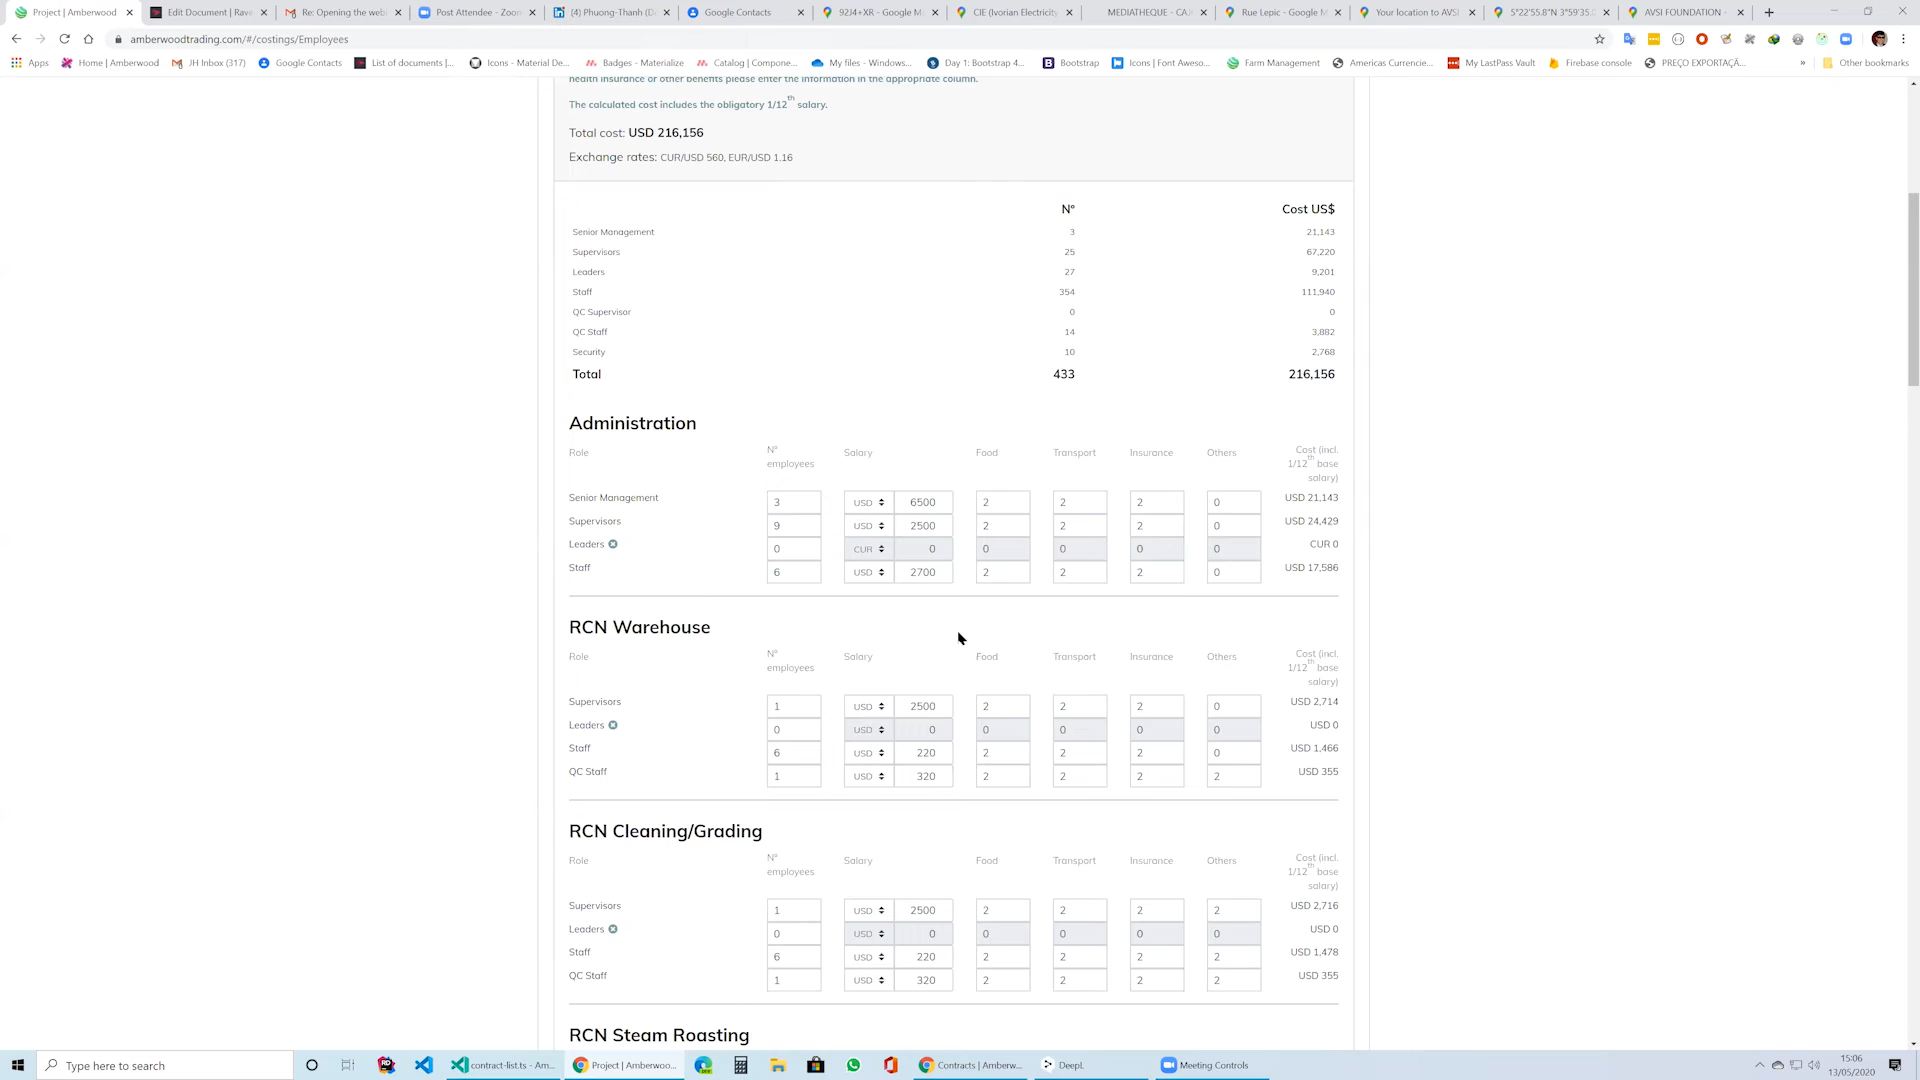 Project | Amberwood
Edit Document | Rave
Re: Opening the web
Post Attendee - Zoom
(4) Phuong-Thanh (D
Google Contacts
92J4+XR - Google M
CIE (Ivorian Electricity
MEDIATHEQUE - CA
Rue Lepic - Google M
Your location to AVSI
5°22'55.8"N 3°59'35.
AVSI FOUNDATION -
amberwoodtrading.com/#/costings/Employees
Apps
Home | Amberwood
JH Inbox (317)
Google Contacts
List of documents |...
Icons - Material De...
Badges - Materialize
Catalog | Compone...
My files - Windows...
Day 1: Bootstrap 4...
Bootstrap
Icons | Font Aweso...
Farm Management
Americas Currencie...
My LastPass Vault
Firebase console
PREÇO EXPORTAÇÃ...
»
Other bookmarks
health insurance or other benefits please enter the information in the appropriate column.
The calculated cost includes the obligatory 1/12th salary.
Total cost: USD 216,156
Exchange rates: CUR/USD 560, EUR/USD 1.16
Nº Cost US$
Senior Management 3 21,143
Supervisors 25 67,220
Leaders 27 9,201
Staff 354 111,940
QC Supervisor 0 0
QC Staff 14 3,882
Security 10 2,768
Total 433 216,156
Administration
Role Nº employees Salary Food Transport Insurance Others Cost (incl. 1/12th base salary)
Senior Management 3 USD 6500 2 2 2 0 USD 21,143
Supervisors 9 USD 2500 2 2 2 0 USD 24,429
Leaders 0 CUR 0 0 0 0 0 CUR 0
Staff 6 USD 2700 2 2 2 0 USD 17,586
RCN Warehouse
Role Nº employees Salary Food Transport Insurance Others Cost (incl. 1/12th base salary)
Supervisors 1 USD 2500 2 2 2 0 USD 2,714
Leaders 0 USD 0 0 0 0 0 USD 0
Staff 6 USD 220 2 2 2 0 USD 1,466
QC Staff 1 USD 320 2 2 2 2 USD 355
RCN Cleaning/Grading
Role Nº employees Salary Food Transport Insurance Others Cost (incl. 1/12th base salary)
Supervisors 1 USD 2500 2 2 2 2 USD 2,716
Leaders 0 USD 0 0 0 0 0 USD 0
Staff 6 USD 220 2 2 2 2 USD 1,478
QC Staff 1 USD 320 2 2 2 2 USD 355
RCN Steam Roasting
Type here to search
contract-list.ts - Am...
Project | Amberwoo...
Contracts | Amberw...
DeepL
Meeting Controls
15:06
13/05/2020